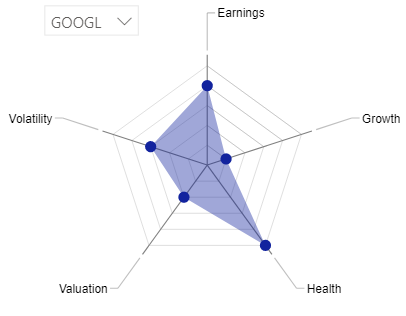 Earnings
GOOGL
Volatility
Growth
Valuation
Health